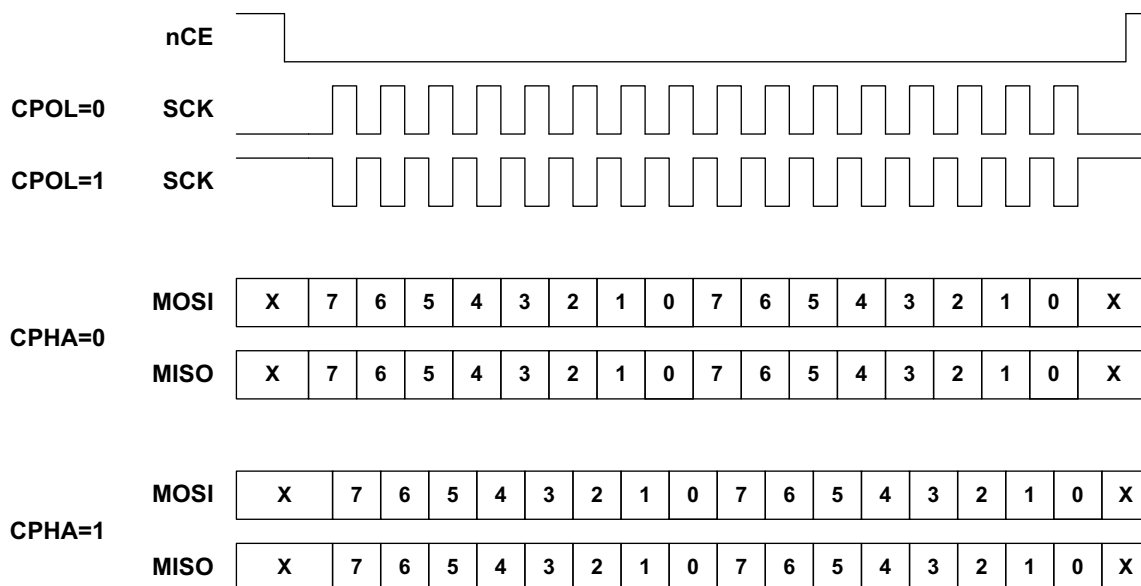 nCE
CPOL=0 SCK
CPOL=1 SCK
MOSI X 7 6 5 4 3 2 1 0 7 6 5 4 3 2 1 0 X
CPHA=0
MISO X 7 6 5 4 3 2 1 0 7 6 5 4 3 2 1 0 X
MOSI X 7 6 5 4 3 2 1 0 7 6 5 4 3 2 1 0 X
CPHA=1
MISO X 7 6 5 4 3 2 1 0 7 6 5 4 3 2 1 0 X